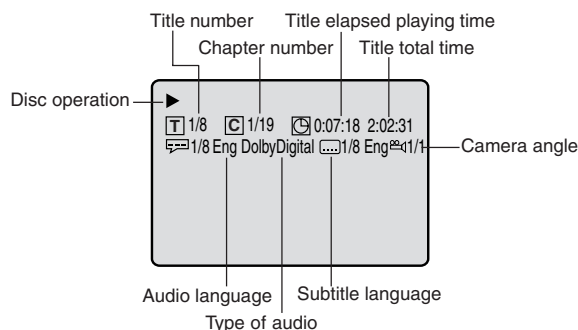 Title number Title elapsed playing time
Chapter number Title total time
Disc operation
T 1/8 C 1/19 0:07:18 2:02:31
1/8 Eng DolbyDigital 1/8 Eng 1/1
Camera angle
Audio language Subtitle language
Type of audio